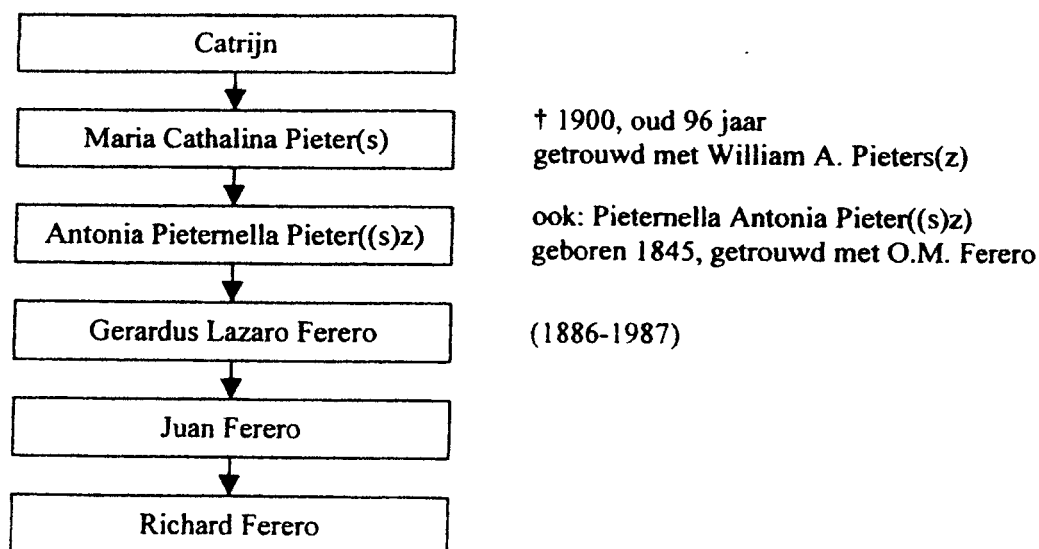 Catrijn
Maria Cathalina Pieter(s)
† 1900, oud 96 jaar
getrouwd met William A. Pieters(z)
Antonia Pieternella Pieter((s)z)
ook: Pieternella Antonia Pieter((s)z)
geboren 1845, getrouwd met O.M. Ferero
Gerardus Lazaro Ferero
(1886-1987)
Juan Ferero
Richard Ferero